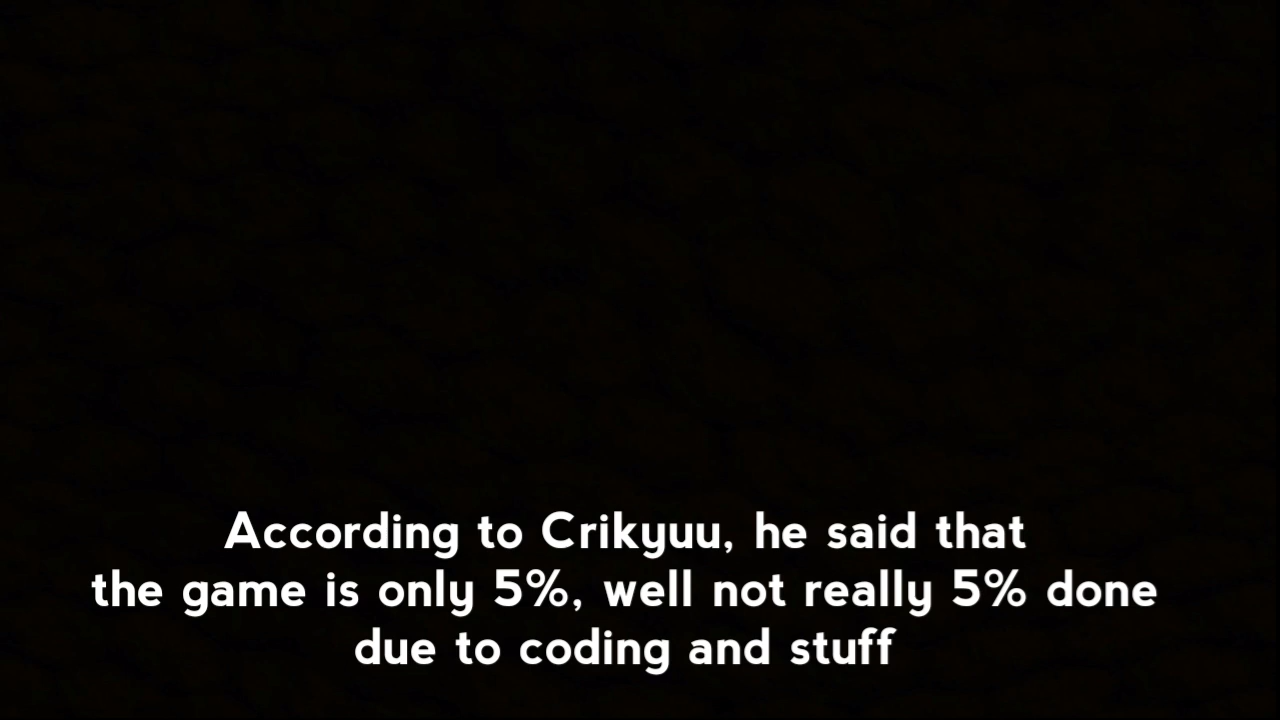 According to Crikyuu, he said that
the game is only 5%, well not really 5% done
due to coding and stuff